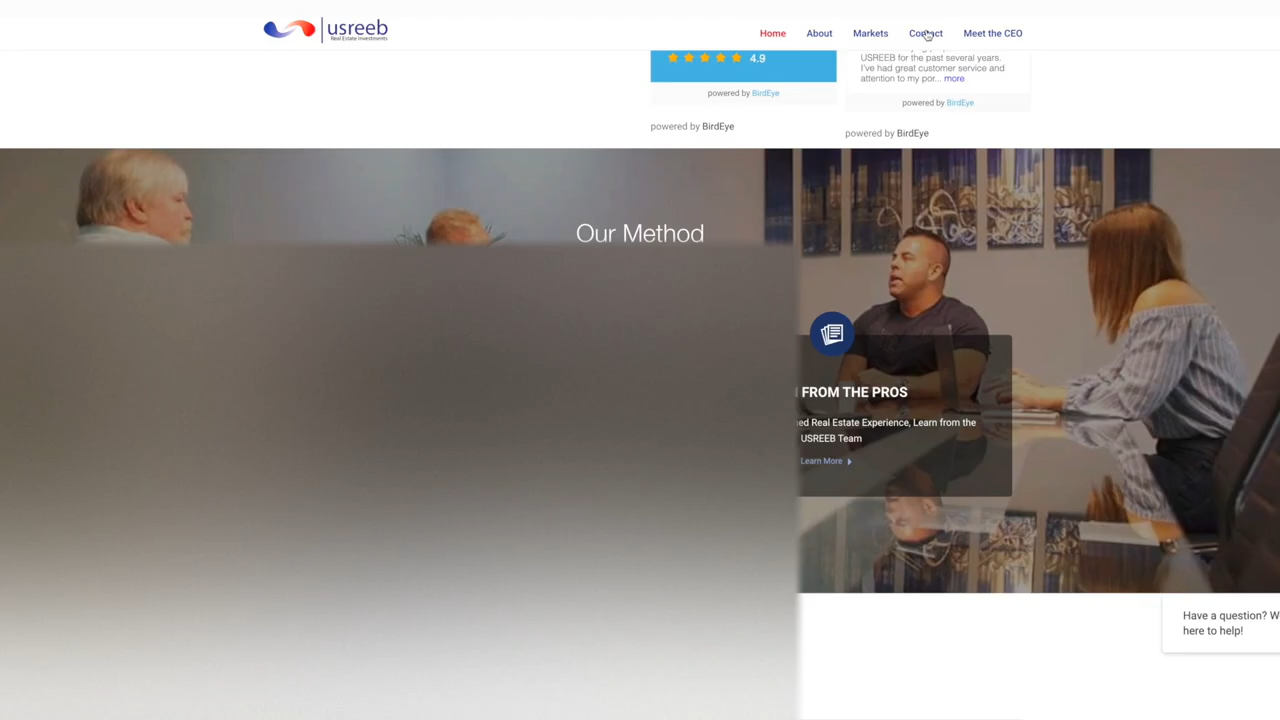 usreeb
Real Estate Investments
Home About Markets Contact Meet the CEO
4.9
powered by BirdEye
powered by BirdEye
USREEB for the past several years.
I've had great customer service and
attention to my por... more
powered by BirdEye
powered by BirdEye
Our Method
FROM THE PROS
Real Estate Experience, Learn from the
USREEB Team
Learn More
Have a question? W
here to help!